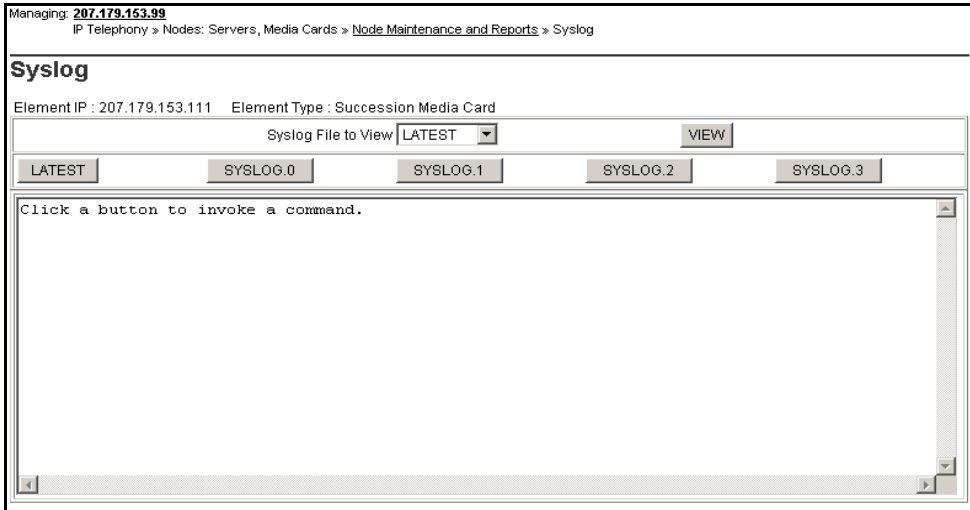 Managing: 207.179.153.99
IP Telephony » Nodes: Servers, Media Cards » Node Maintenance and Reports » Syslog
Syslog
Element IP : 207.179.153.111 Element Type : Succession Media Card
Syslog File to View LATEST VIEW
LATEST SYSLOG.0 SYSLOG.1 SYSLOG.2 SYSLOG.3
Click a button to invoke a command.